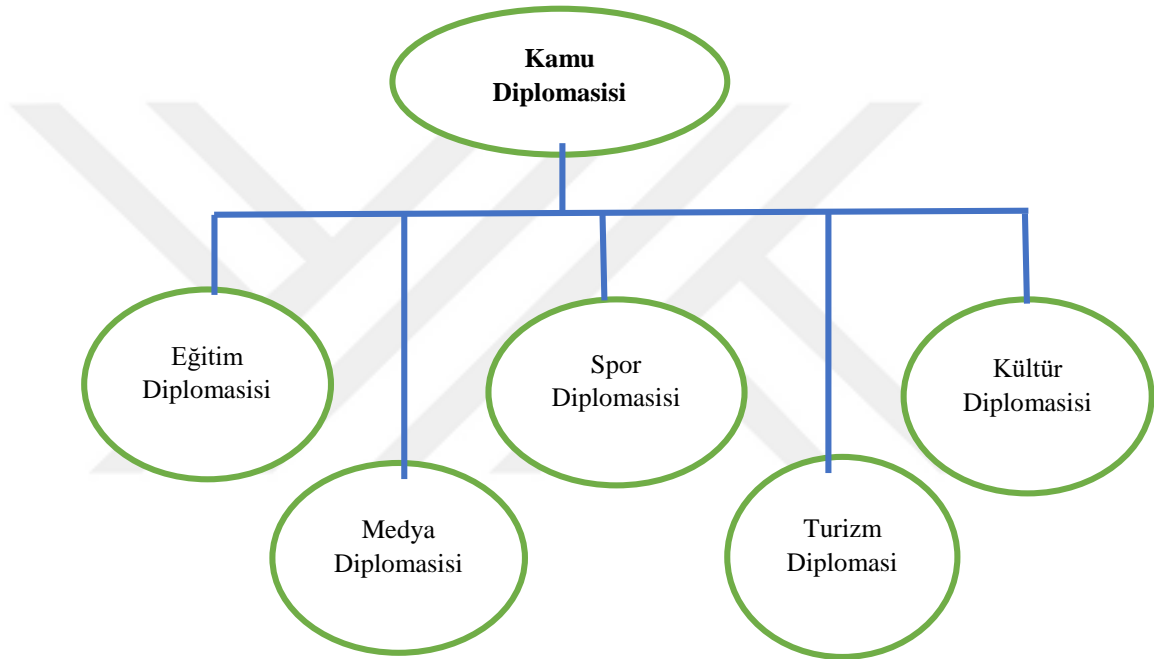 Kamu
Diplomasisi
Eğitim
Diplomasisi
Spor
Diplomasisi
Kültür
Diplomasisi
Medya
Diplomasisi
Turizm
Diplomasi